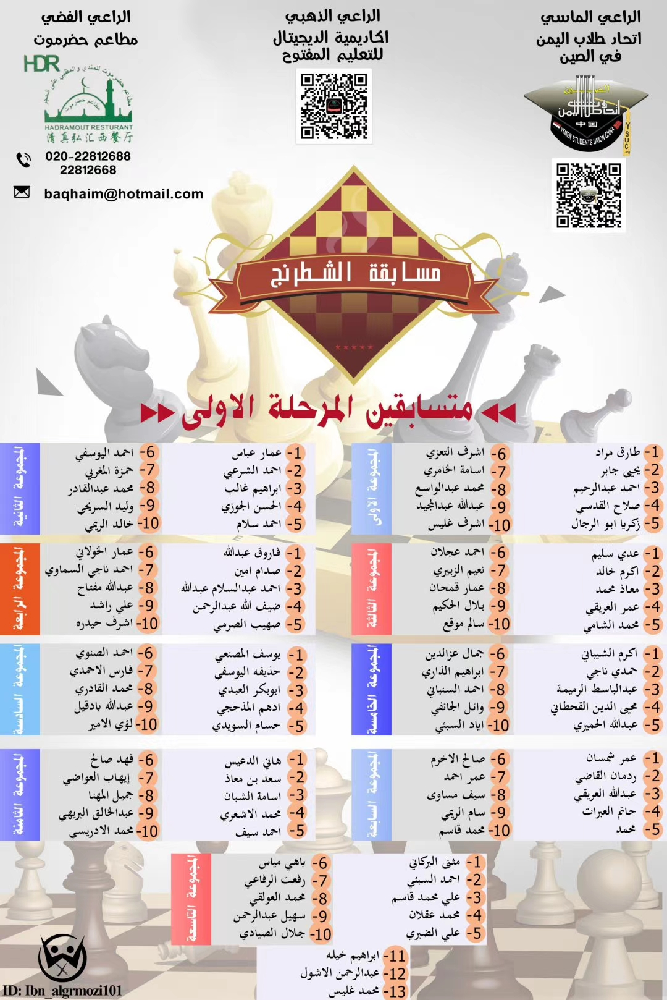 الراعي الماسي
اتحاد طلاب اليمن
في الصين
الصين
اتحاد طلاب اليمن
中国
YEMEN STUDENTS UNION-CHINA
YSUC.org
الراعي الذهبي
اكاديمية الديجيتال
للتعليم المفتوح
الراعي الفضي
مطاعم حضرموت
HDR
مطاعم حضرموت للمندي والمظبي على الحجر
مطاعم حضرموت
HADRAMOUT RESTURANT
清真弘汇西餐厅
020-22812688
22812668
baqhaim@hotmail.com
مسابقة الشطرنج
متسابقين المرحلة الاولى
المجموعة الاولى
1- طارق مراد
2- يحيى جابر
3- احمد عبدالرحيم
4- صلاح القدسي
5- زكريا ابو الرجال
6- اشرف التعزي
7- اسامة الخامري
8- محمد عبدالواسع
9- عبدالله عبدالمجيد
10- اشرف غليس
المجموعة الثانية
1- عمار عباس
2- احمد الشرعبي
3- ابراهيم غالب
4- الحسن الجوزي
5- احمد سلام
6- احمد اليوسفي
7- حمزة المغربي
8- محمد عبدالقادر
9- وليد السريحي
10- خالد الريمي
المجموعة الثالثة
1- عدي سليم
2- اكرم خالد
3- معاذ محمد
4- عمر العريقي
5- محمد الشامي
6- احمد عجلان
7- نعيم الزبيري
8- عمار قمحان
9- بلال الحكيم
10- سالم موقع
المجموعة الرابعة
1- فاروق عبدالله
2- صدام امين
3- احمد عبدالسلام عبدالله
4- ضيف الله عبدالرحمن
5- صهيب الصرمي
6- عمار الخولاني
7- احمد ناجي السماوي
8- عبدالله مفتاح
9- علي راشد
10- اشرف حيدره
المجموعة الخامسة
1- اكرم الشيباني
2- حمدي ناجي
3- عبدالباسط الرميمة
4- محيى الدين القحطاني
5- عبدالله الحميري
6- جمال عزالدين
7- ابراهيم الذاري
8- احمد السنباني
9- وائل الجائفي
10- اياد السبئي
المجموعة السادسة
1- يوسف المصنعي
2- حذيفه اليوسفي
3- ابوبكر العبدي
4- ادهم المذحجي
5- حسام السويدي
6- احمد الصنوي
7- فارس الاحمدي
8- محمد القادري
9- عبدالله بادقيل
10- لؤي الامير
المجموعة السابعة
1- عمر شمسان
2- ردمان القاضي
3- عبدالله العريقي
4- حاتم العبرات
5- محمد
6- صالح الاخرم
7- عمر احمد
8- سيف مساوى
9- سام الريمي
10- محمد قاسم
المجموعة الثامنة
1- هاني الدعيس
2- سعد بن معاذ
3- اسامة الشبان
4- محمد الاشعري
5- احمد سيف
6- فهد صالح
7- إيهاب العواضي
8- جميل المهنا
9- عبدالخالق البريهي
10- محمد الادريسي
المجموعة التاسعة
1- مثنى البركاني
2- احمد السبئي
3- علي محمد قاسم
4- محمد عقلان
5- علي الضبري
6- باهي مياس
7- رفعت الرفاعي
8- محمد العولقي
9- سهيل عبدالرحمن
10- جلال الصيادي
11- ابراهيم خيله
12- عبدالرحمن الاشول
13- محمد غليس
ID: Ibn_algrmozi101